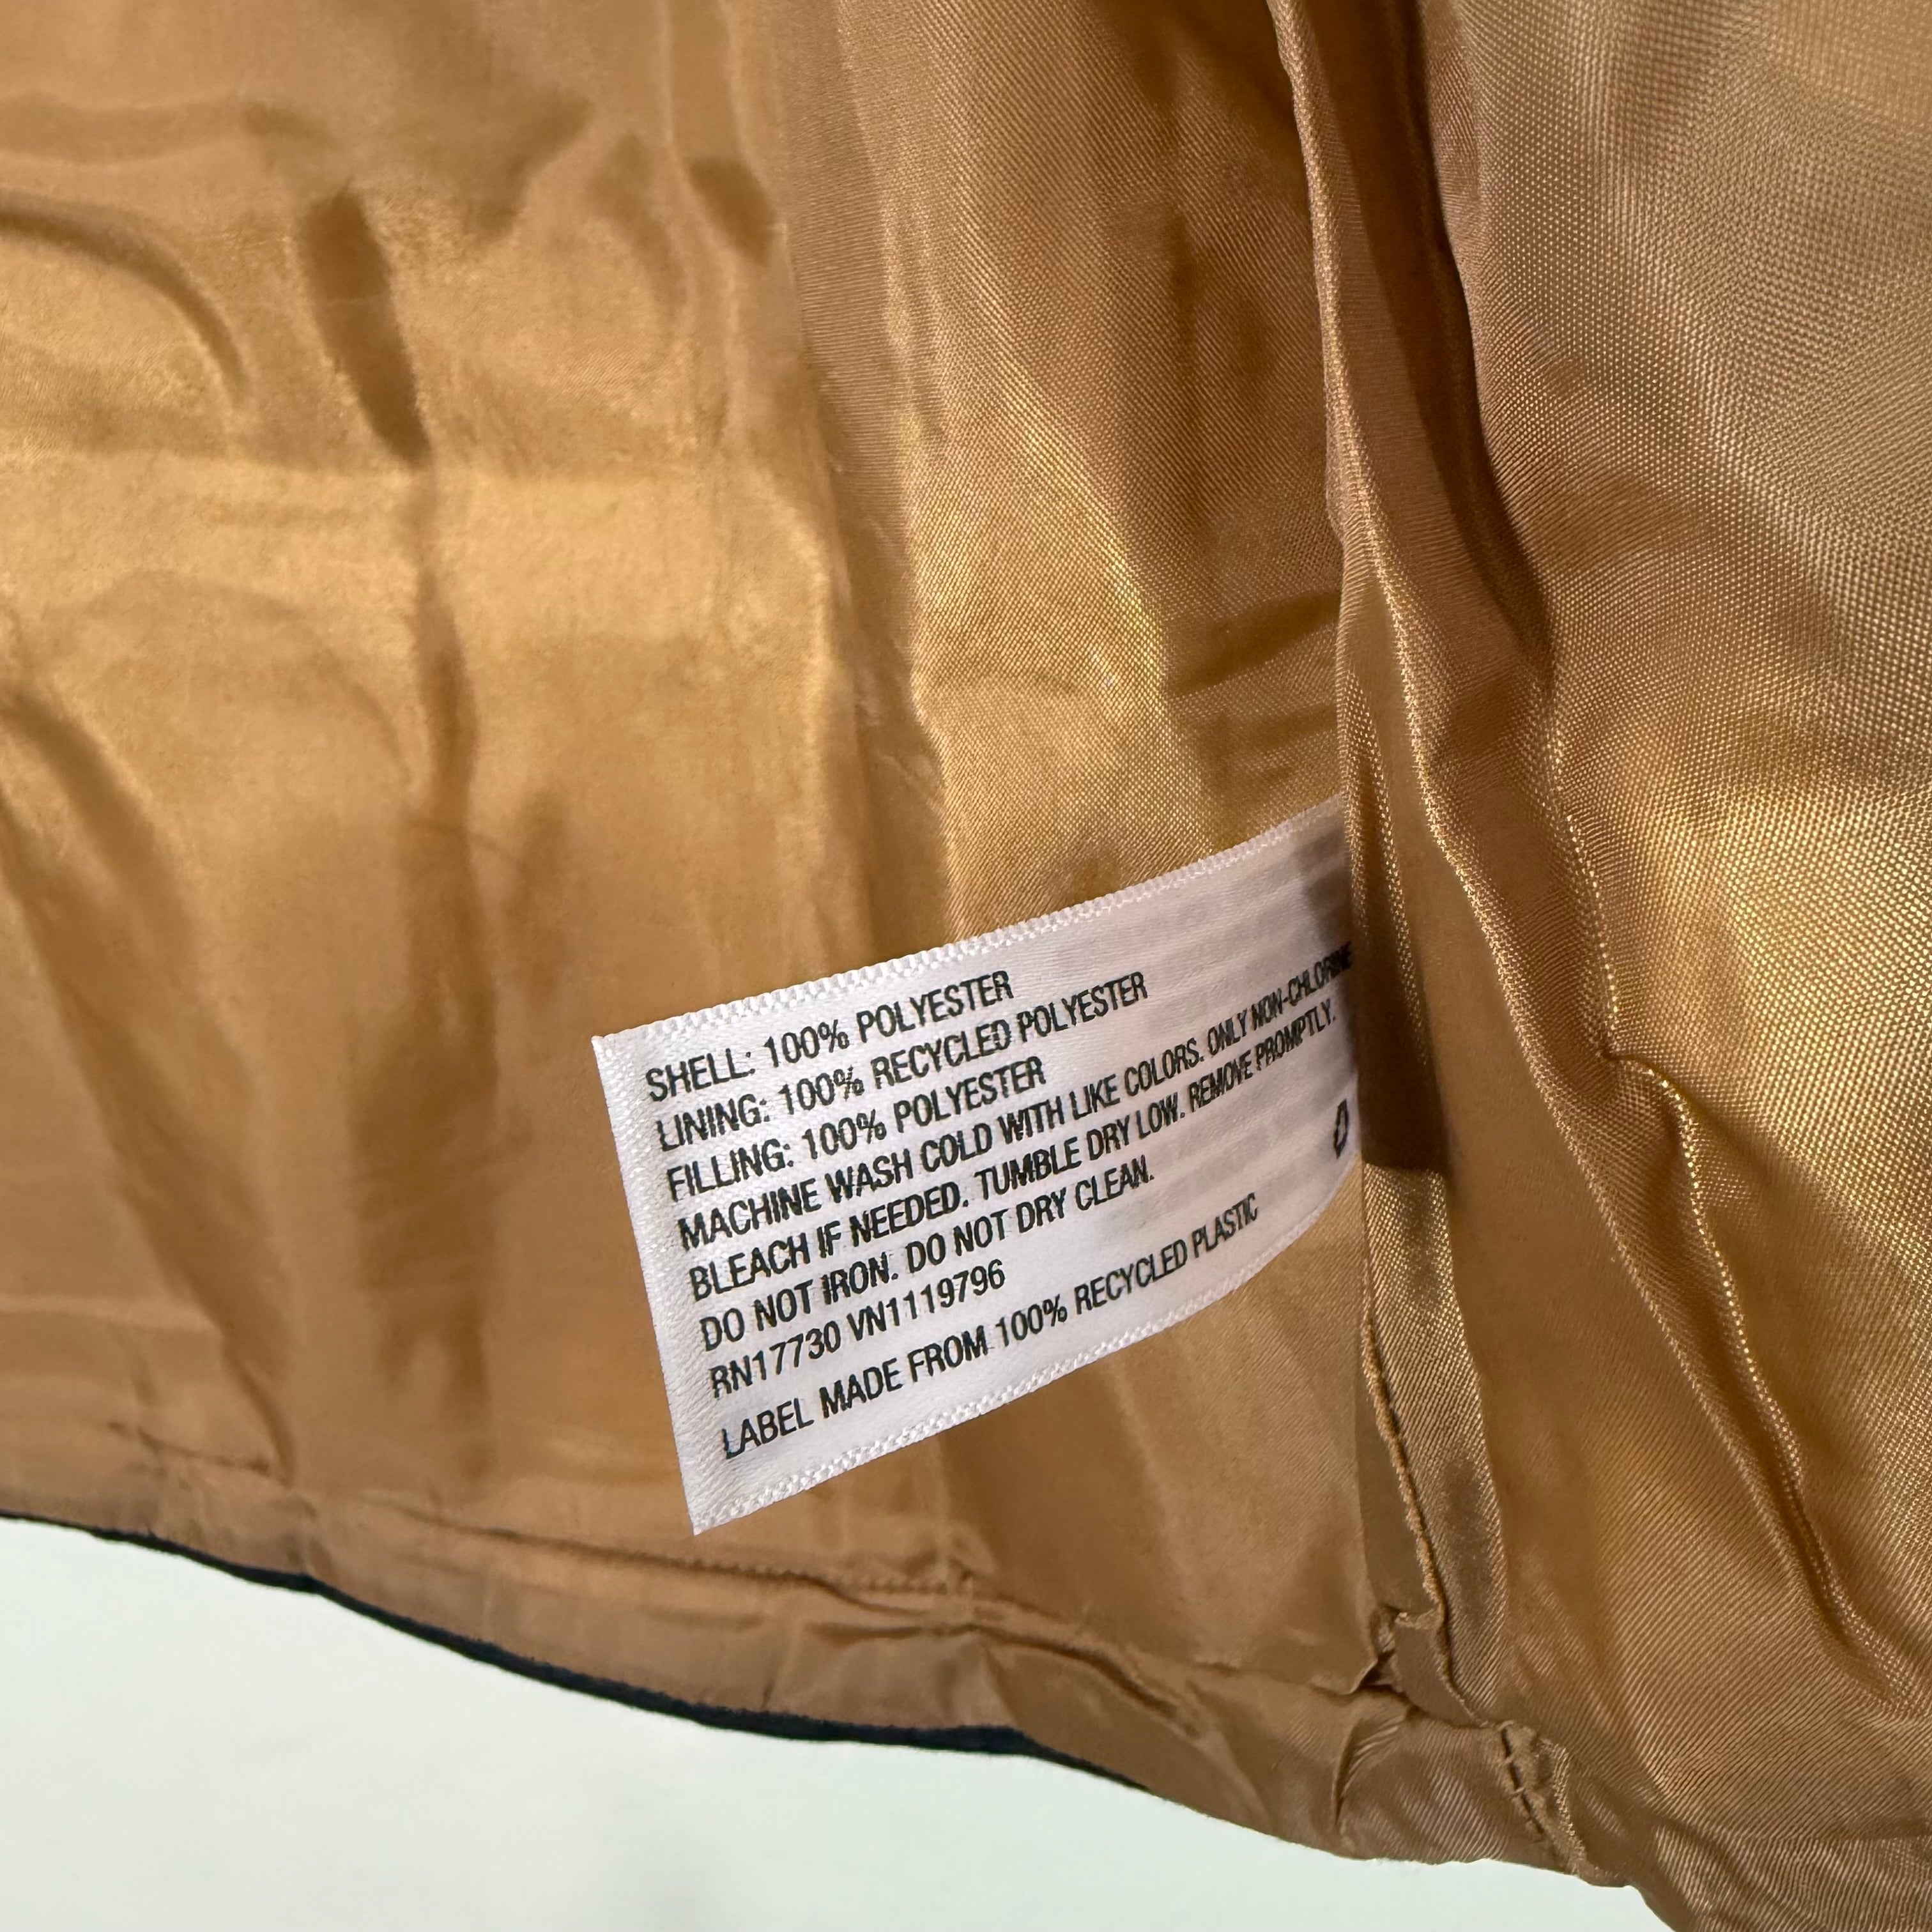 SHELL: 100% POLYESTER
LINING: 100% RECYCLED POLYESTER
FILLING: 100% POLYESTER
MACHINE WASH COLD WITH LIKE COLORS. ONLY NON-CHLORINE
BLEACH IF NEEDED. TUMBLE DRY LOW. REMOVE PROMPTLY.
DO NOT IRON. DO NOT DRY CLEAN.
RN17730 VN1119796
LABEL MADE FROM 100% RECYCLED PLASTIC